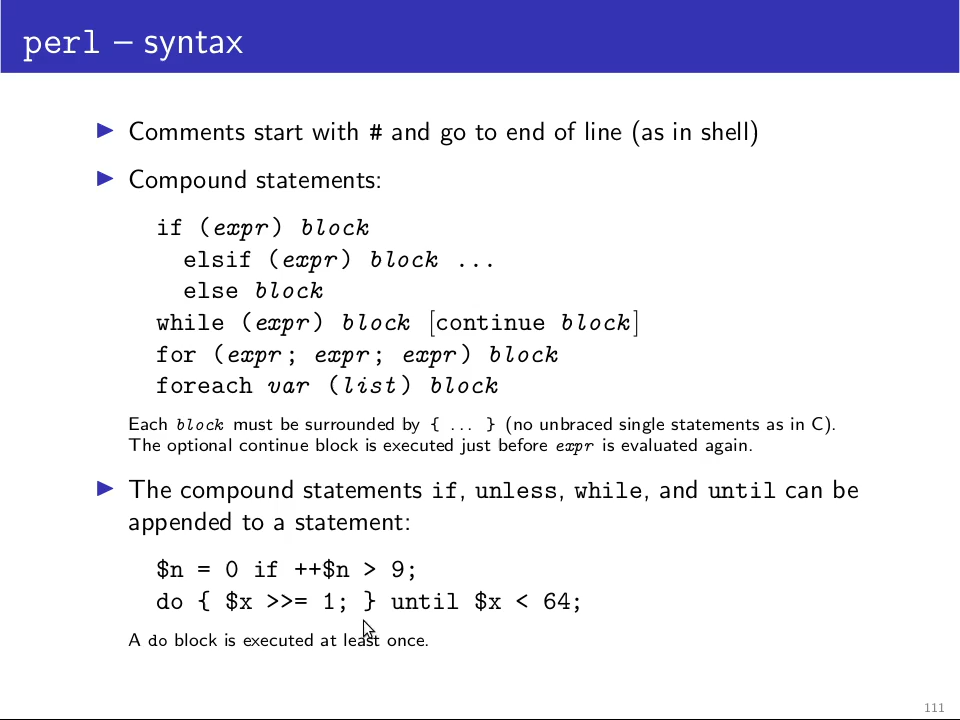 perl – syntax
Comments start with # and go to end of line (as in shell)
Compound statements:
if (expr) block
elsif (expr) block ...
else block
while (expr) block [continue block]
for (expr; expr; expr) block
foreach var (list) block
Each block must be surrounded by { ... } (no unbraced single statements as in C).
The optional continue block is executed just before expr is evaluated again.
The compound statements if, unless, while, and until can be
appended to a statement:
$n = 0 if ++$n > 9;
do { $x >>= 1; } until $x < 64;
A do block is executed at least once.
111